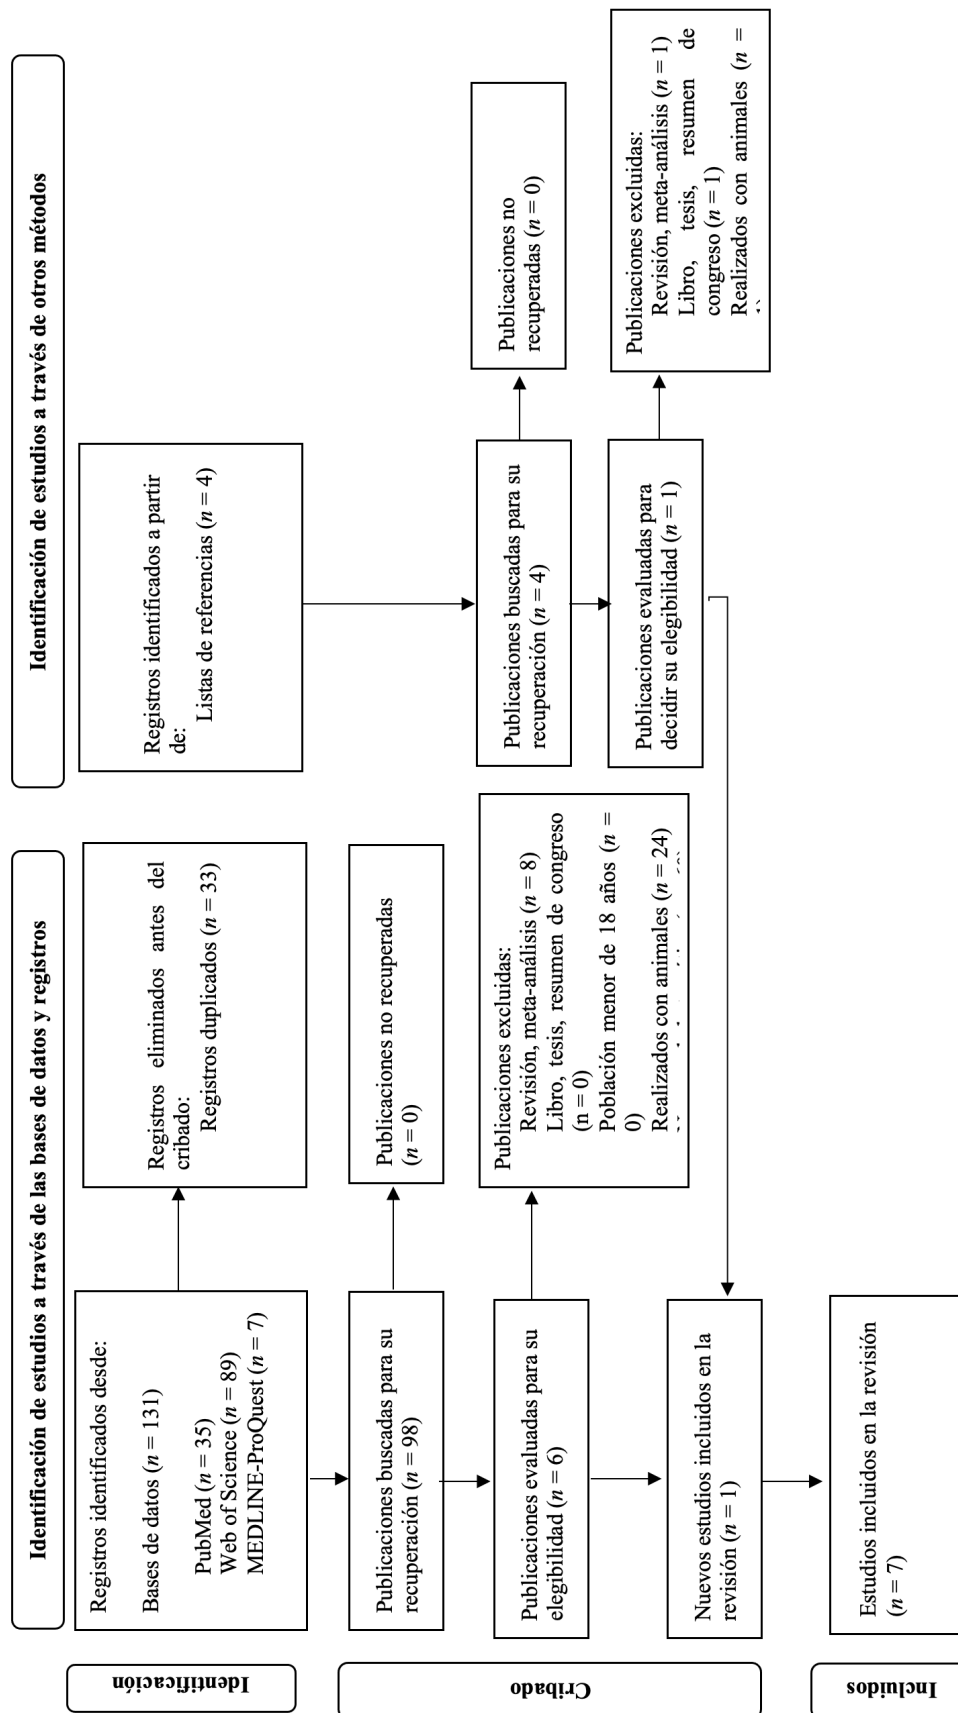 Identificación de estudios a través de las bases de datos y registros
Identificación de estudios a través de otros métodos
Identificación
Registros identificados desde:
Bases de datos (n = 131)
PubMed (n = 35)
Web of Science (n = 89)
MEDLINE-ProQuest (n = 7)
Registros eliminados antes del
cribado:
Registros duplicados (n = 33)
Registros identificados a partir
de:
Listas de referencias (n = 4)
Cribado
Publicaciones buscadas para su
recuperación (n = 98)
Publicaciones no recuperadas
(n = 0)
Publicaciones buscadas para su
recuperación (n = 4)
Publicaciones no
recuperadas (n = 0)
Publicaciones evaluadas para su
elegibilidad (n = 6)
Publicaciones excluidas:
Revisión, meta-análisis (n = 8)
Libro, tesis, resumen de congreso
(n = 0)
Población menor de 18 años (n =
0)
Realizados con animales (n = 24)
Publicaciones evaluadas para
decidir su elegibilidad (n = 1)
Publicaciones excluidas:
Revisión, meta-análisis (n = 1)
Libro, tesis, resumen de
congreso (n = 1)
Realizados con animales (n =
Nuevos estudios incluidos en la
revisión (n = 1)
Incluidos
Estudios incluidos en la revisión
(n = 7)